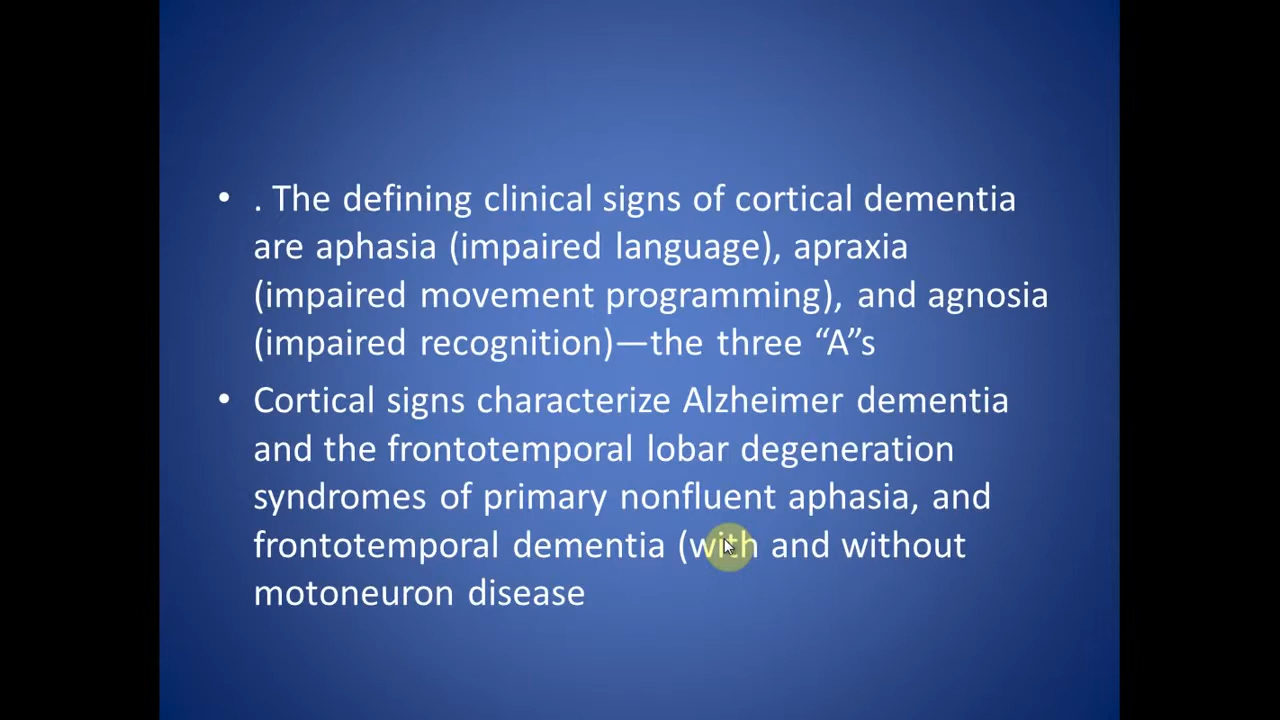 • . The defining clinical signs of cortical dementia
are aphasia (impaired language), apraxia
(impaired movement programming), and agnosia
(impaired recognition)—the three “A”s
• Cortical signs characterize Alzheimer dementia
and the frontotemporal lobar degeneration
syndromes of primary nonfluent aphasia, and
frontotemporal dementia (with and without
motoneuron disease